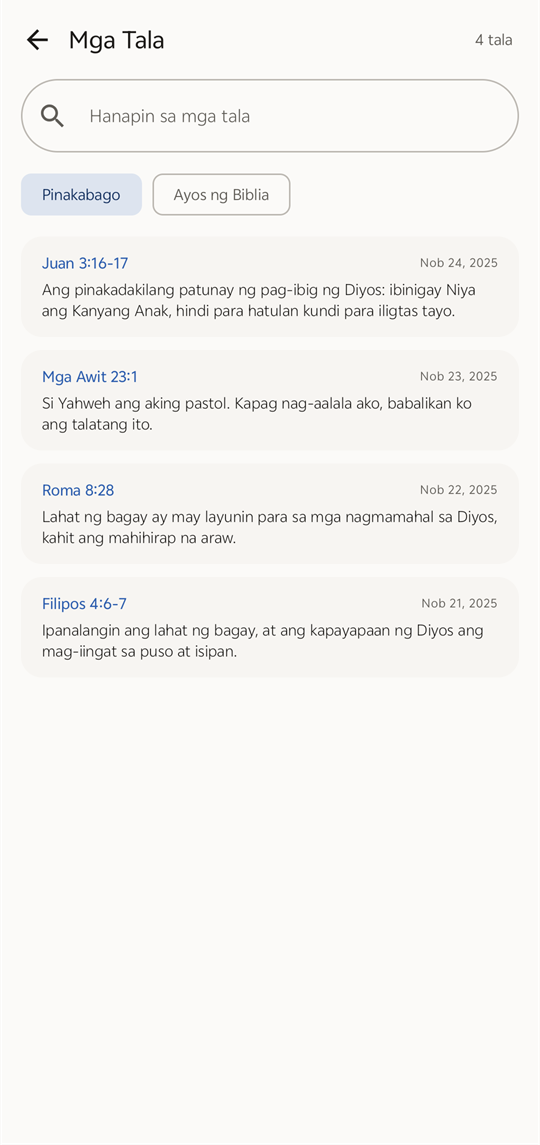 Mga Tala
4 tala
Hanapin sa mga tala
Pinakabago
Ayos ng Biblia
Juan 3:16-17
Nob 24, 2025
Ang pinakadakilang patunay ng pag-ibig ng Diyos: ibinigay Niya
ang Kanyang Anak, hindi para hatulan kundi para iligtas tayo.
Mga Awit 23:1
Nob 23, 2025
Si Yahweh ang aking pastol. Kapag nag-aalala ako, babalikan ko
ang talatang ito.
Roma 8:28
Nob 22, 2025
Lahat ng bagay ay may layunin para sa mga nagmamahal sa Diyos,
kahit ang mahihirap na araw.
Filipos 4:6-7
Nob 21, 2025
Ipanalangin ang lahat ng bagay, at ang kapayapaan ng Diyos ang
mag-iingat sa puso at isipan.